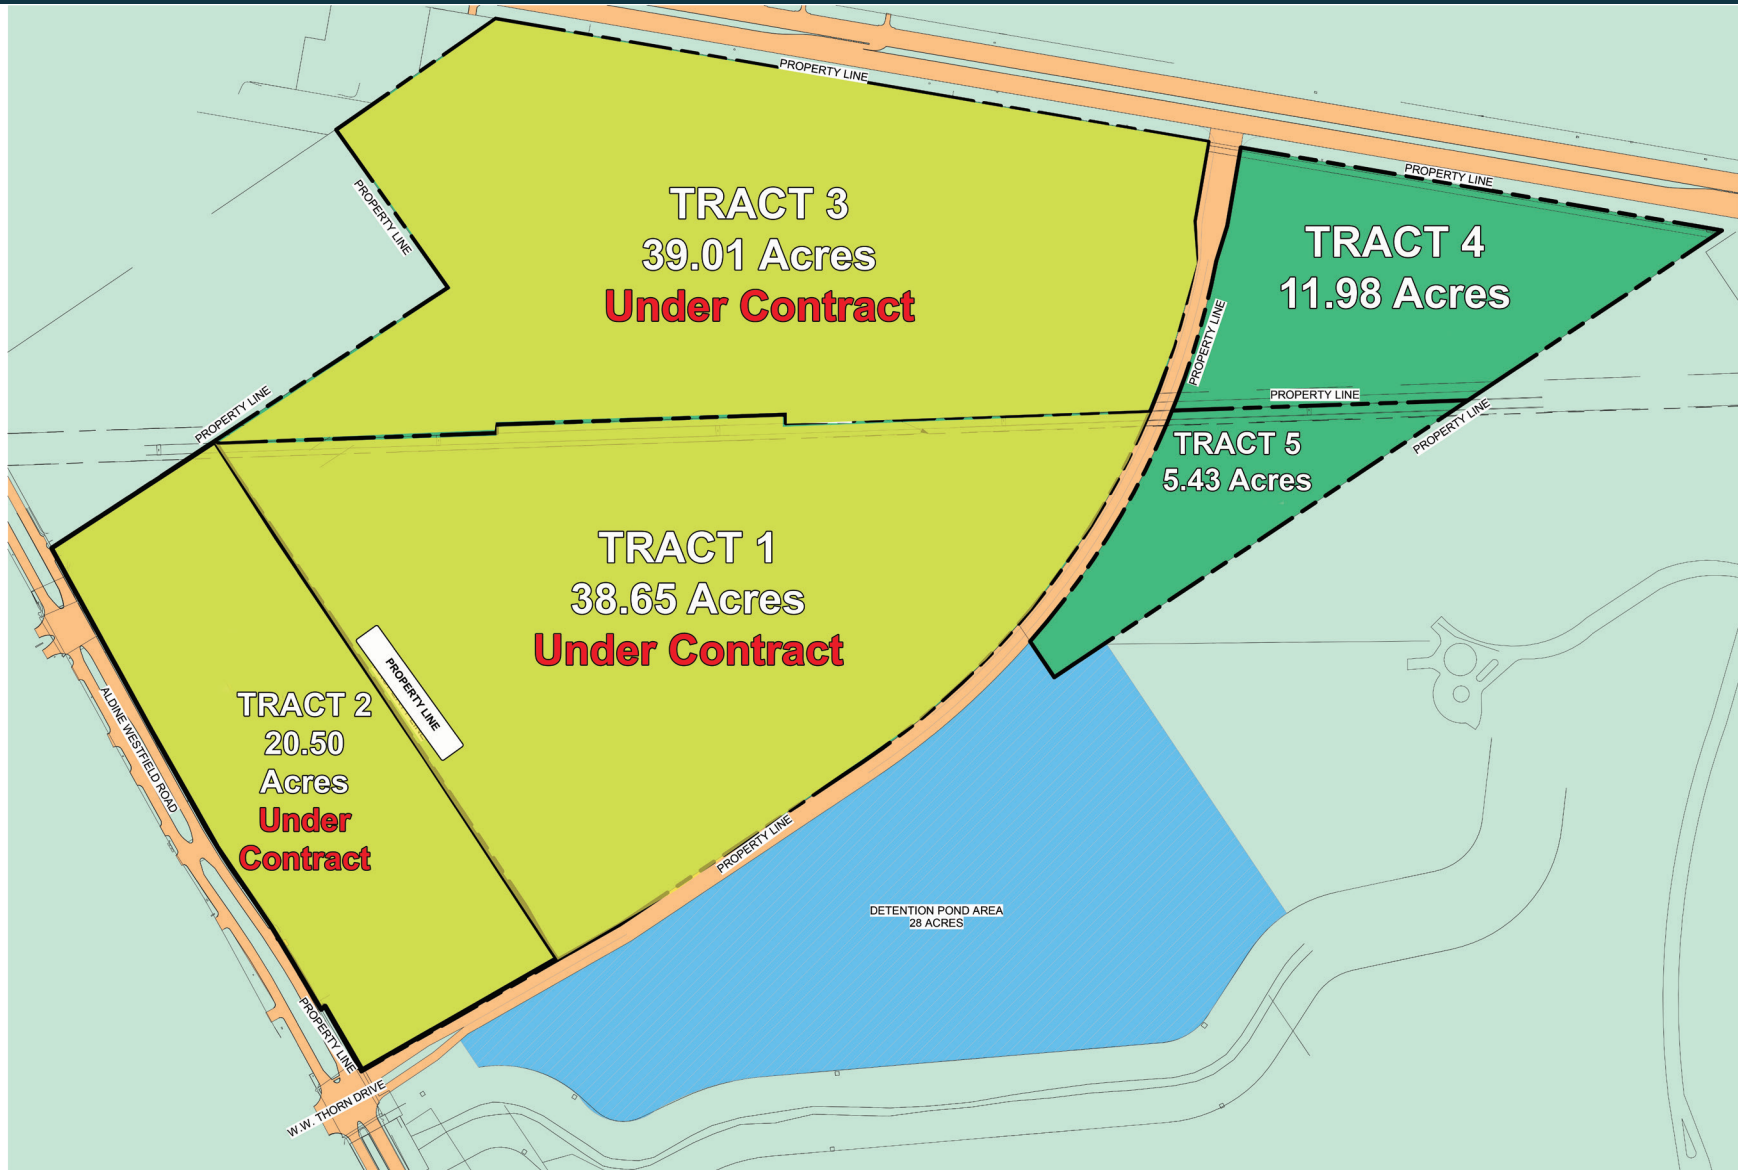 PROPERTY LINE
PROPERTY LINE
PROPERTY LINE
TRACT 3
39.01 Acres
Under Contract
TRACT 4
11.98 Acres
PROPERTY LINE
PROPERTY LINE
PROPERTY LINE
PROPERTY LINE
TRACT 5
5.43 Acres
TRACT 1
38.65 Acres
Under Contract
PROPERTY LINE
TRACT 2
20.50
Acres
Under
Contract
ALDINE WESTFIELD ROAD
PROPERTY LINE
DETENTION POND AREA
28 ACRES
PROPERTY LINE
W.W. THORN DRIVE